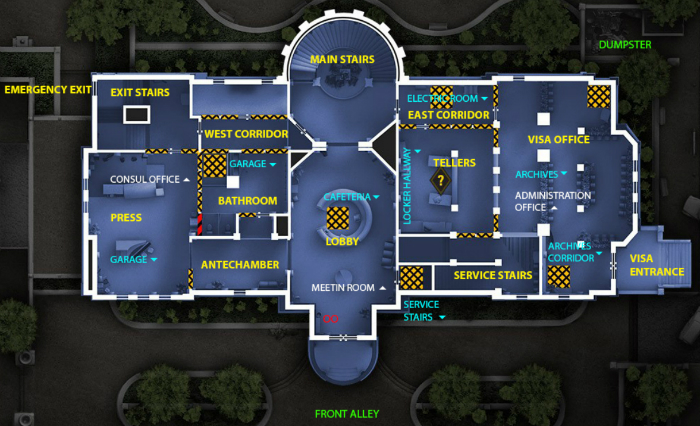 DUMPSTER
MAIN STAIRS
EMERGENCY EXIT
EXIT STAIRS
ELECTRIC ROOM
EAST CORRIDOR
WEST CORRIDOR
VISA OFFICE
GARAGE
LOCKER HALLWAY
TELLERS
CONSUL OFFICE
ARCHIVES
BATHROOM
CAFETERIA
ADMINISTRATION
OFFICE
PRESS
?
LOBBY
ARCHIVES
CORRIDOR
GARAGE
ANTECHAMBER
VISA
ENTRANCE
SERVICE STAIRS
MEETIN ROOM
SERVICE
STAIRS
FRONT ALLEY